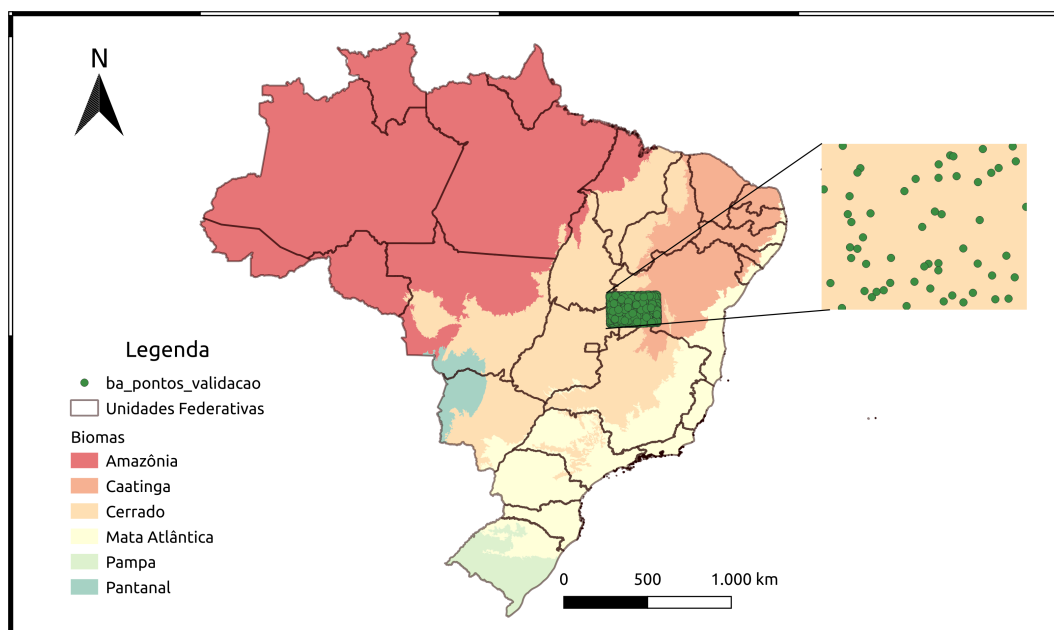 N
Legenda
ba_pontos_validacao
Unidades Federativas
Biomas
Amazônia
Caatinga
Cerrado
Mata Atlântica
Pampa
Pantanal
0 500 1.000 km